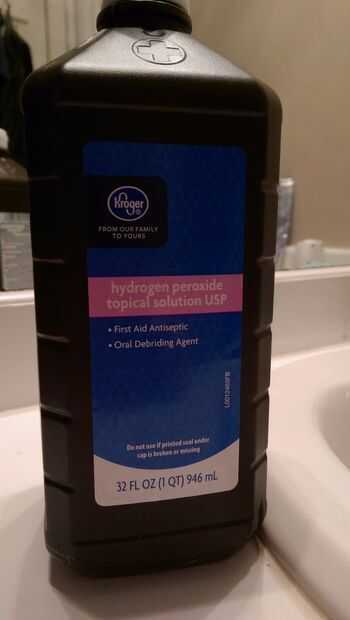 Kroger
FROM OUR FAMILY
TO YOURS
hydrogen peroxide
topical solution USP
• First Aid Antiseptic
• Oral Debriding Agent
Do not use if printed seal under
cap is broken or missing
32 FL OZ (1 QT) 946 mL